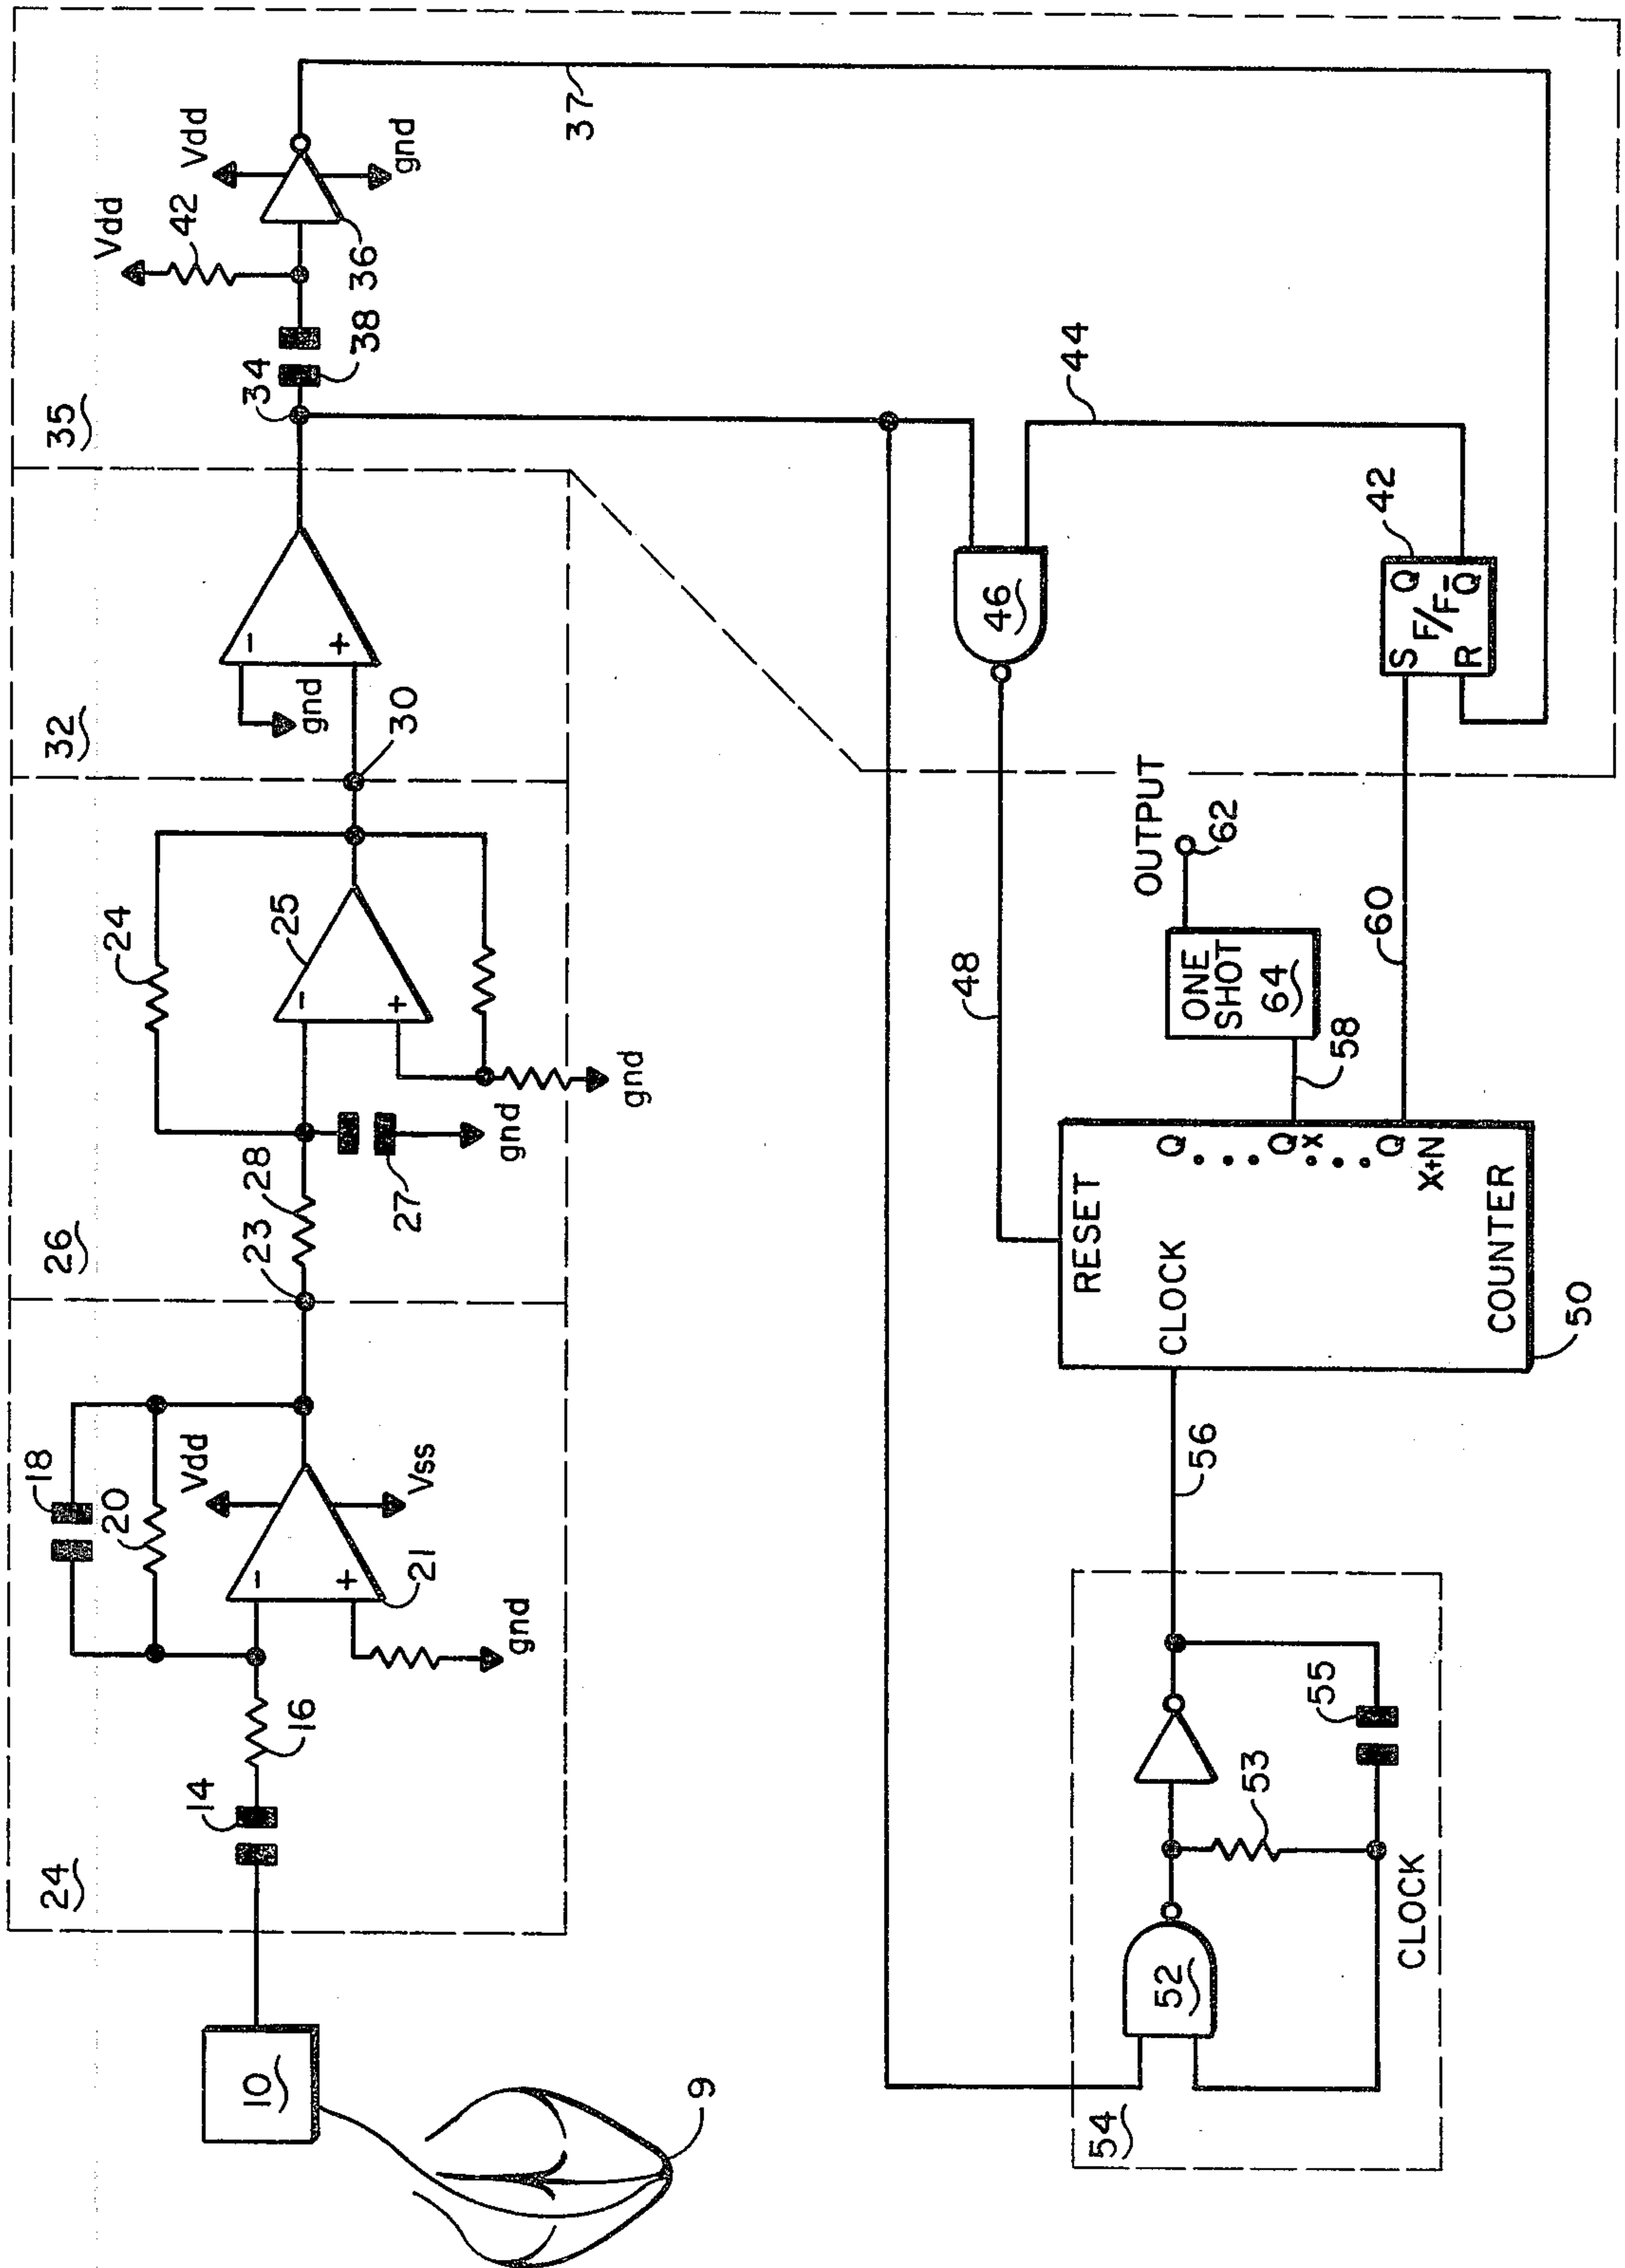 24
10
9
14
16
18
20
Vdd
Vss
21
gnd
23
26
28
27
gnd
24
25
-
+
gnd
30
32
-
+
gnd
34
35
38
Vdd
42
36
Vdd
gnd
37
-
+
44
46
48
42
S Q
F/F
R Q̄
OUTPUT
62
ONE
SHOT
64
58
60
RESET
CLOCK
COUNTER
Q
Qx
Q
X+N
50
56
54
52
53
55
CLOCK